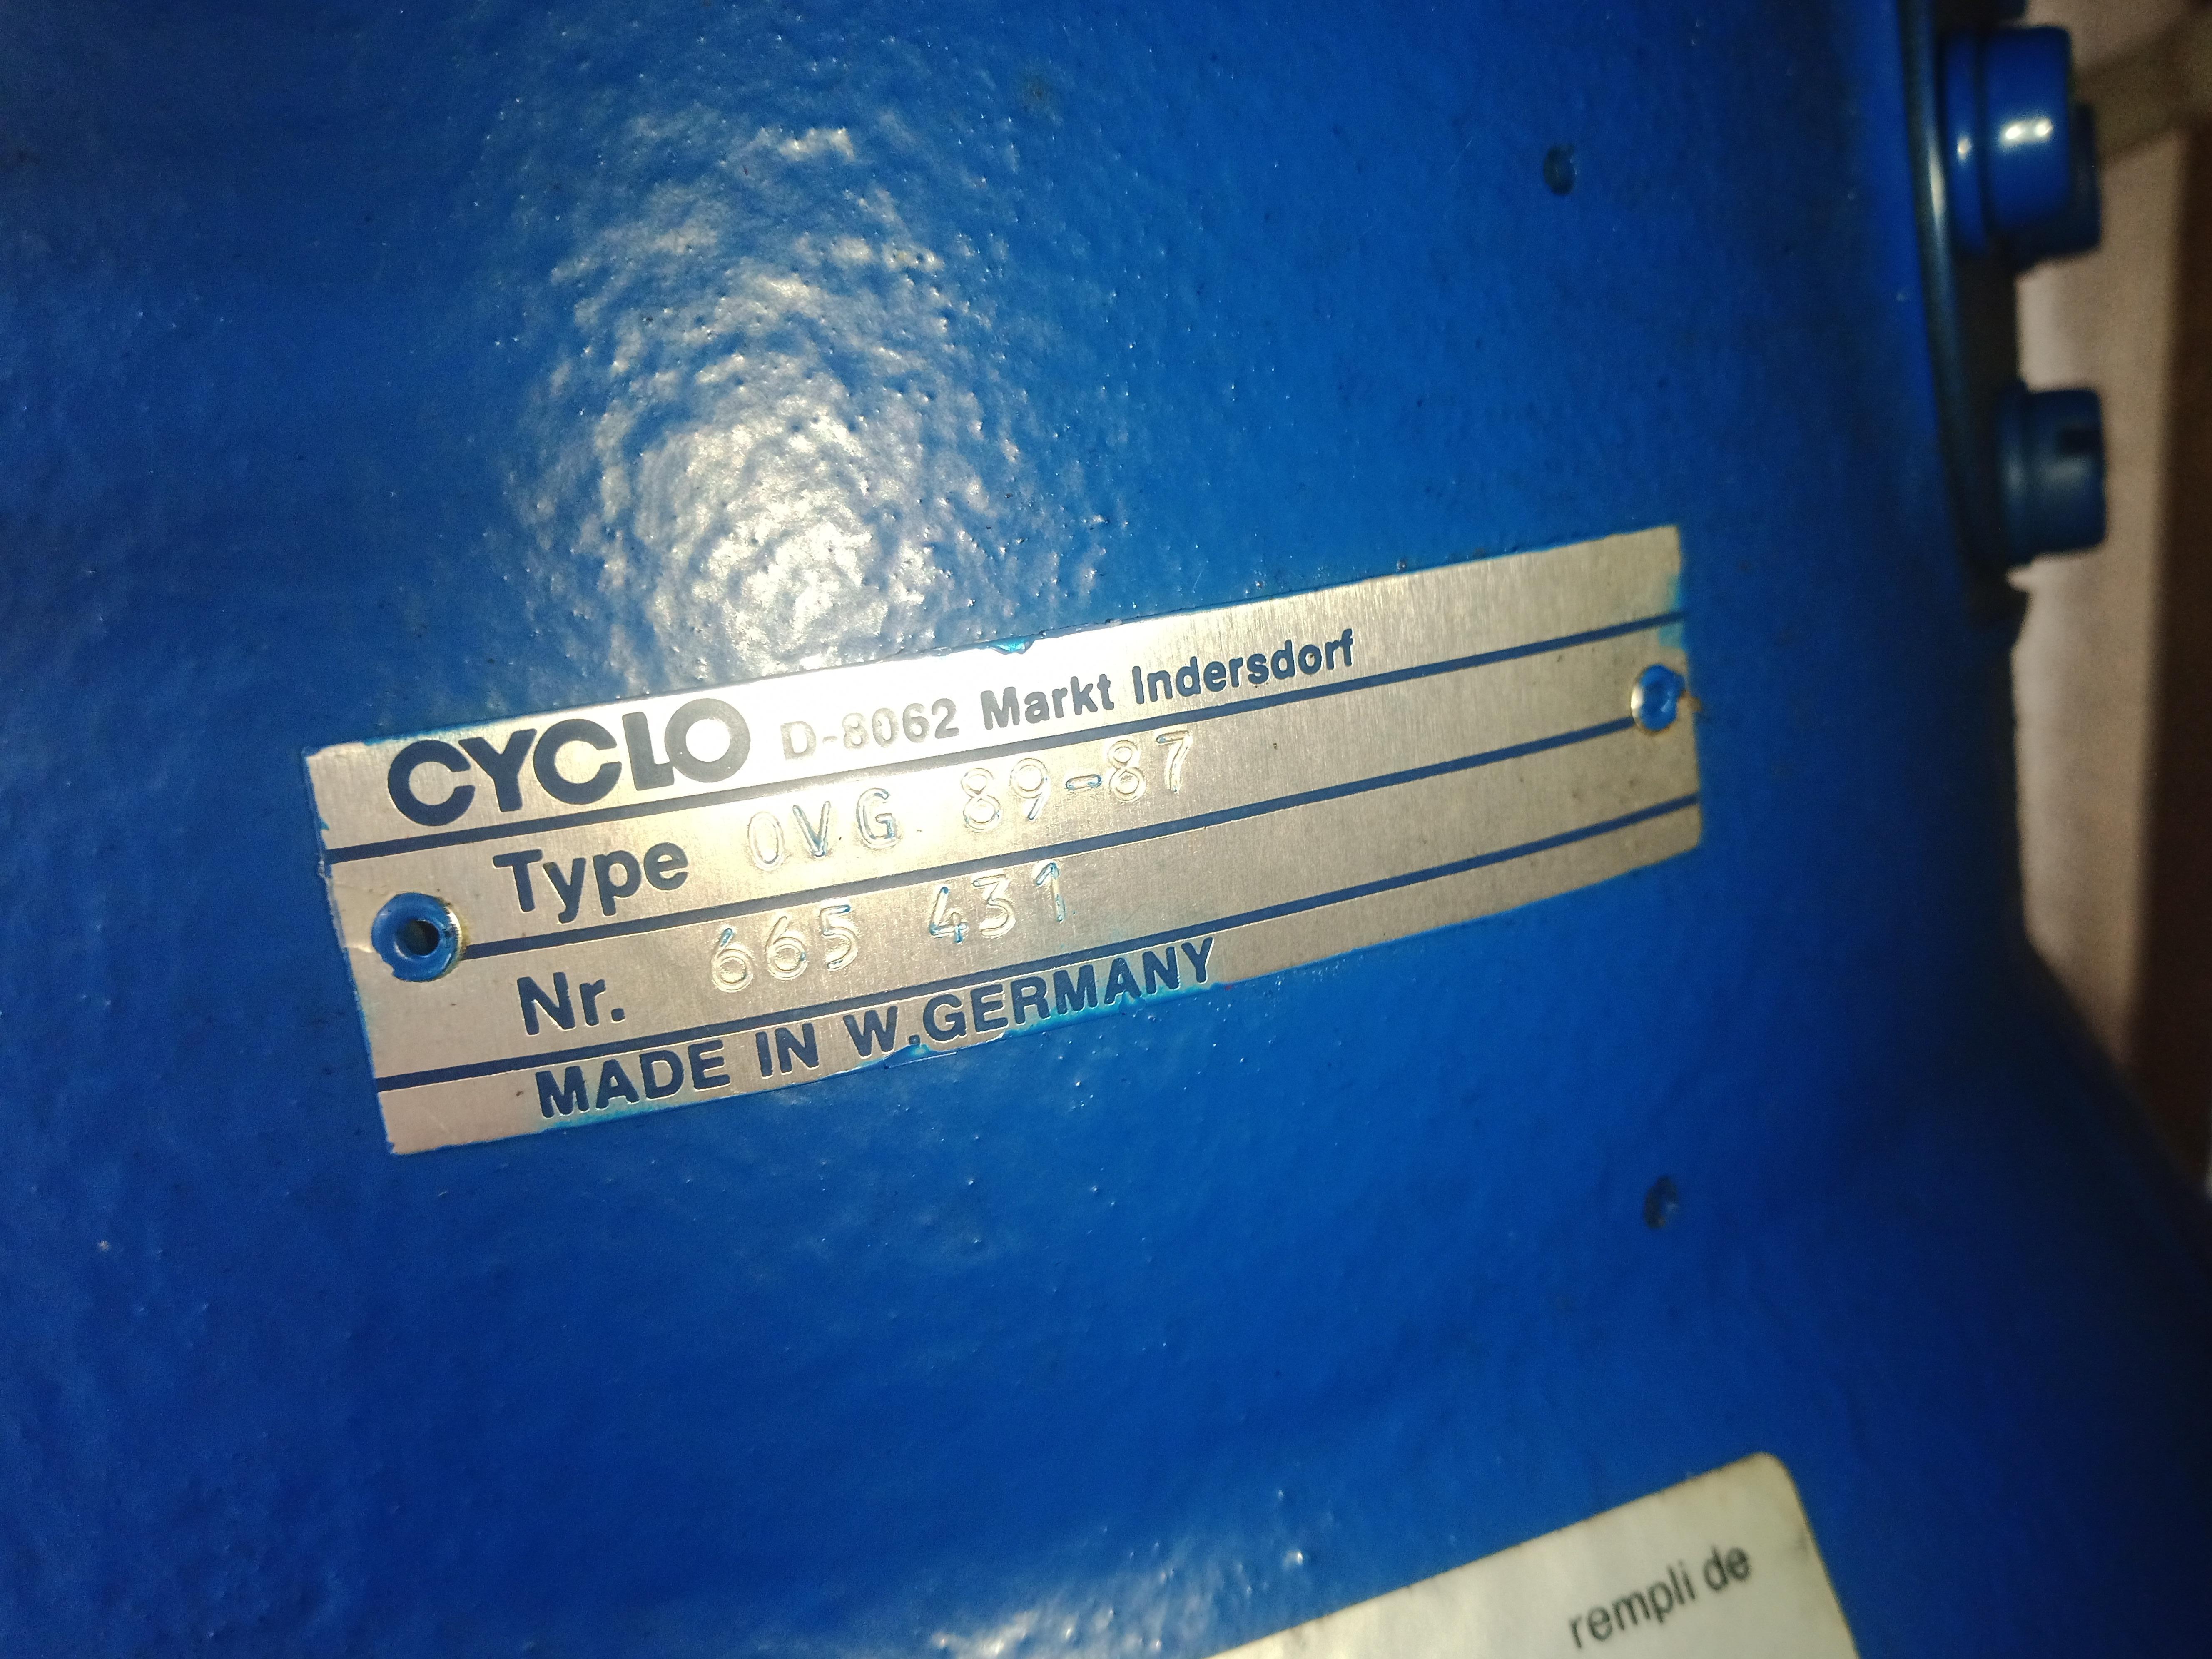 CYCLO D-8062 Markt Indersdorf
Type OVG 89-87
Nr. 665 431
MADE IN W.GERMANY
rempli de